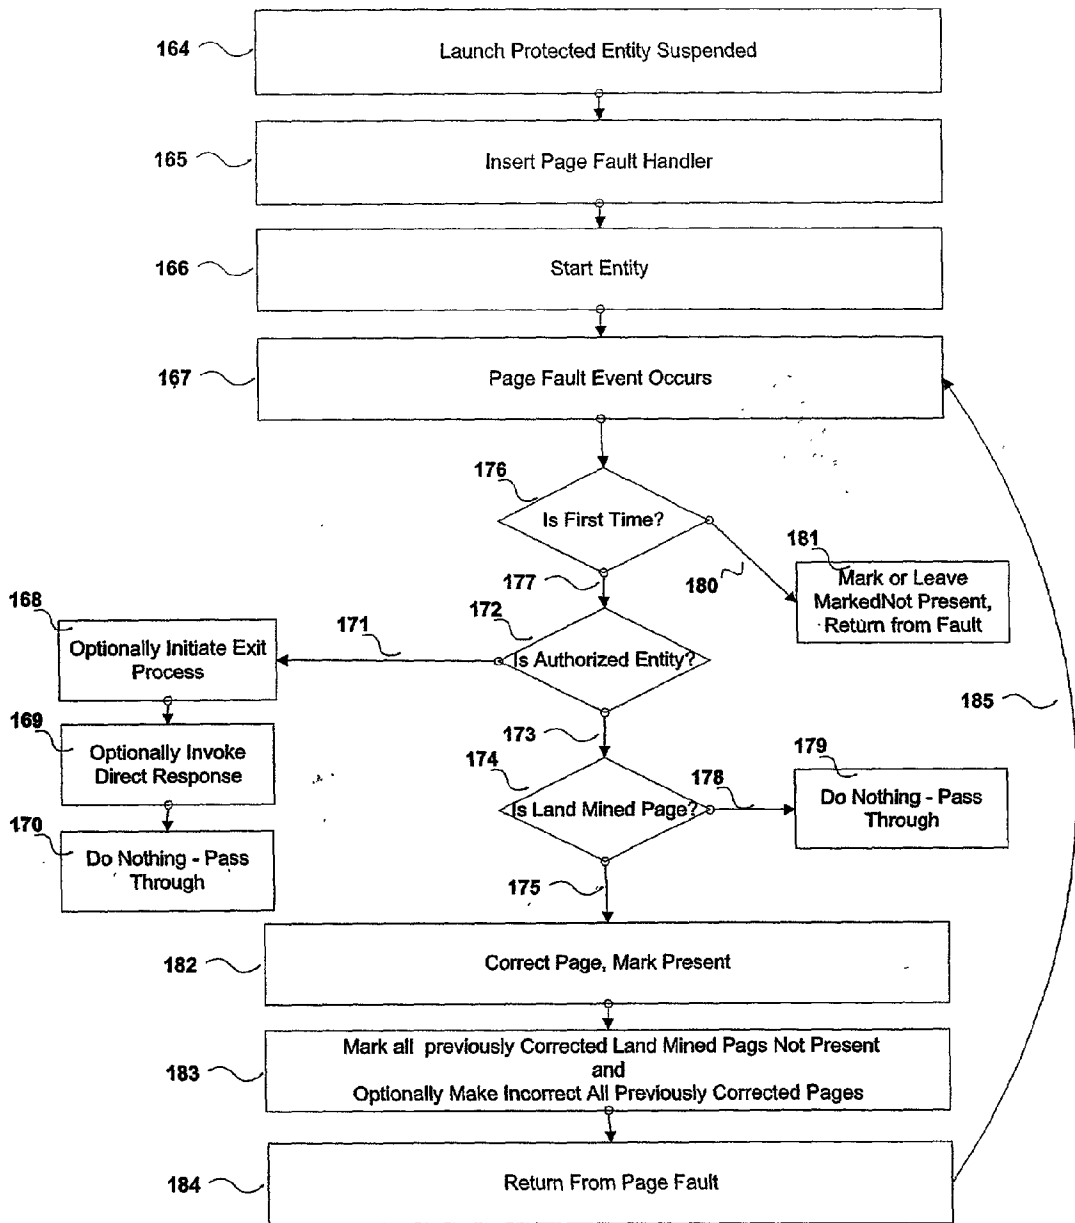 164
Launch Protected Entity Suspended
165
Insert Page Fault Handler
166
Start Entity
167
Page Fault Event Occurs
176
Is First Time?
177
180
181
Mark or Leave
MarkedNot Present,
Return from Fault
172
Is Authorized Entity?
171
168
Optionally Initiate Exit
Process
169
Optionally Invoke
Direct Response
170
Do Nothing - Pass
Through
173
174
Is Land Mined Page?
178
179
Do Nothing - Pass
Through
185
175
182
Correct Page, Mark Present
183
Mark all previously Corrected Land Mined Pags Not Present
and
Optionally Make Incorrect All Previously Corrected Pages
184
Return From Page Fault